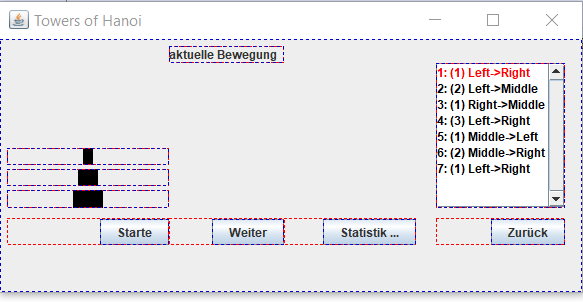 Towers of Hanoi
aktuelle Bewegung
1: (1) Left->Right
2: (2) Left->Middle
3: (1) Right->Middle
4: (3) Left->Right
5: (1) Middle->Left
6: (2) Middle->Right
7: (1) Left->Right
Starte
Weiter
Statistik ...
Zurück